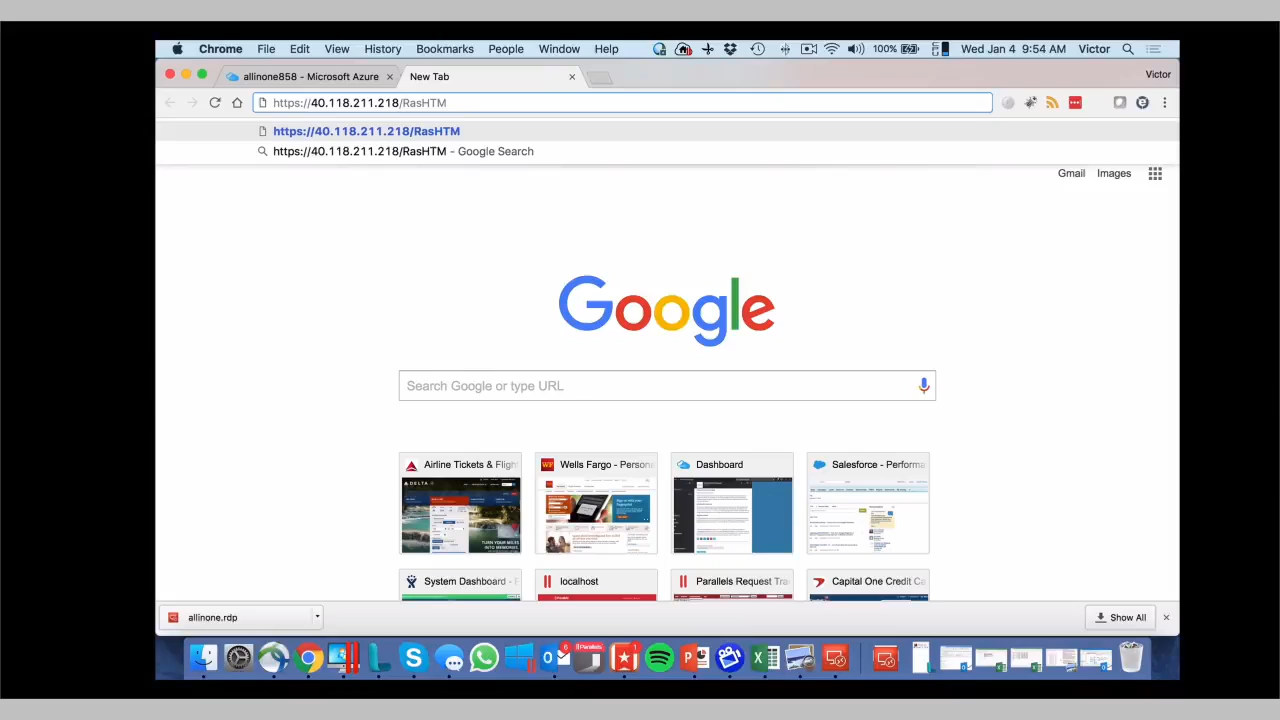 Chrome File Edit View History Bookmarks People Window Help 100% Wed Jan 4 9:54 AM Victor
allinone858 - Microsoft Azure New Tab Victor
https://40.118.211.218/RasHTM
https://40.118.211.218/RasHTM
https://40.118.211.218/RasHTM - Google Search
Gmail Images
Google
Search Google or type URL
Airline Tickets & Fligh Wells Fargo - Persona Dashboard Salesforce - Performa
System Dashboard - localhost Parallels Request Tra Capital One Credit Ca
allinone.rdp Show All